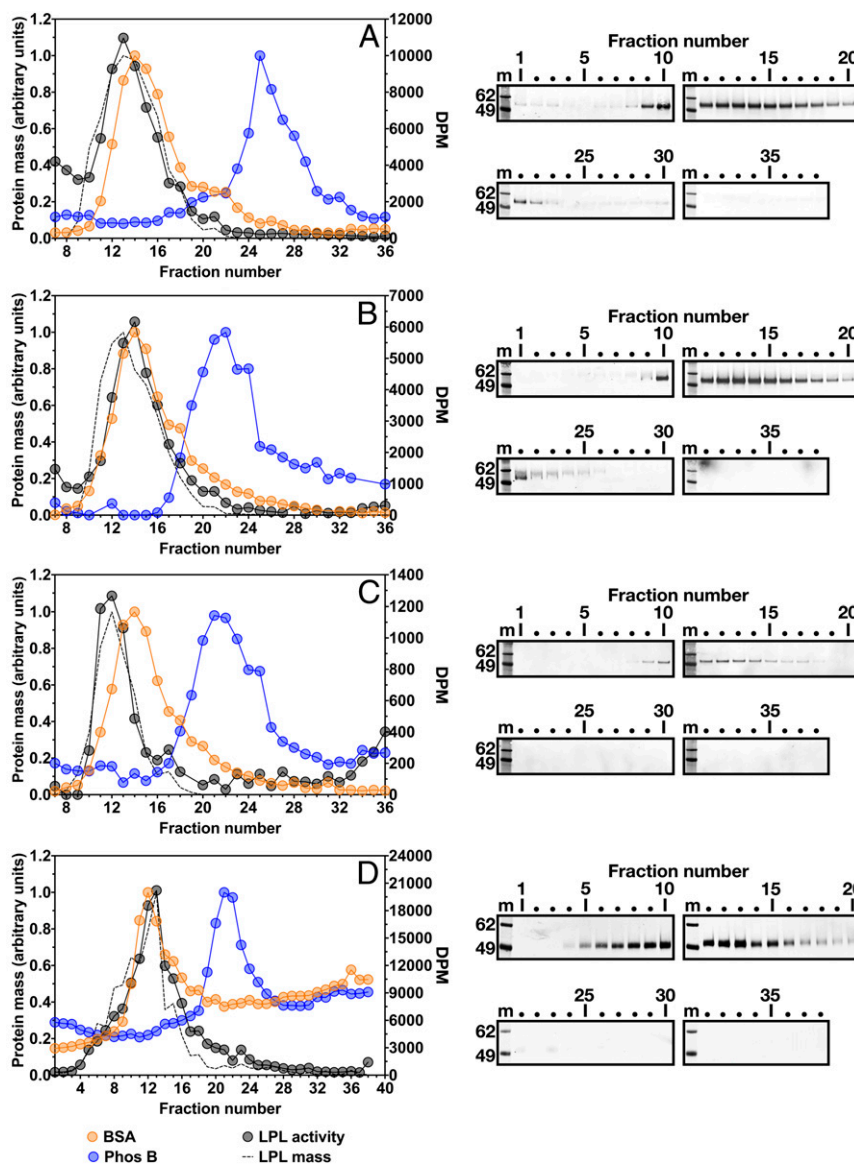 A
Protein mass (arbitrary units)
1.2
1.0
0.8
0.6
0.4
0.2
0.0
12000
10000
8000
6000
4000
2000
0
DPM
8 12 16 20 24 28 32 36
Fraction number
Fraction number
m 1 5 10 m 15 20
62
49
25 30 35
62
49
B
Protein mass (arbitrary units)
1.2
1.0
0.8
0.6
0.4
0.2
0.0
7000
6000
5000
4000
3000
2000
1000
0
DPM
8 12 16 20 24 28 32 36
Fraction number
Fraction number
m 1 5 10 m 15 20
62
49
25 30 35
62
49
C
Protein mass (arbitrary units)
1.2
1.0
0.8
0.6
0.4
0.2
0.0
1400
1200
1000
800
600
400
200
0
DPM
8 12 16 20 24 28 32 36
Fraction number
Fraction number
m 1 5 10 m 15 20
62
49
25 30 35
62
49
D
Protein mass (arbitrary units)
1.2
1.0
0.8
0.6
0.4
0.2
0.0
24000
21000
18000
15000
12000
9000
6000
3000
0
DPM
4 8 12 16 20 24 28 32 36 40
Fraction number
Fraction number
m 1 5 10 m 15 20
62
49
25 30 35
62
49
BSA LPL activity
Phos B LPL mass